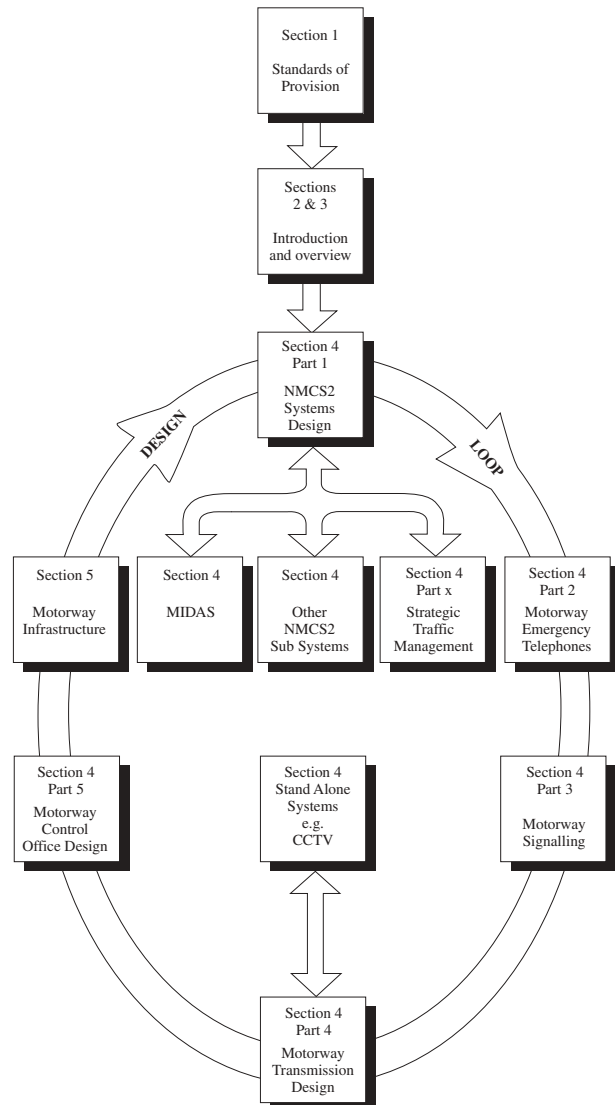 Section 1
Standards of
Provision
Sections
2 & 3
Introduction
and overview
Section 4
Part 1
NMCS2
Systems
Design
DESIGN
LOOP
Section 5
Motorway
Infrastructure
Section 4
MIDAS
Section 4
Other
NMCS2
Sub Systems
Section 4
Part x
Strategic
Traffic
Management
Section 4
Part 2
Motorway
Emergency
Telephones
Section 4
Part 5
Motorway
Control
Office Design
Section 4
Stand Alone
Systems
e.g.
CCTV
Section 4
Part 3
Motorway
Signalling
Section 4
Part 4
Motorway
Transmission
Design